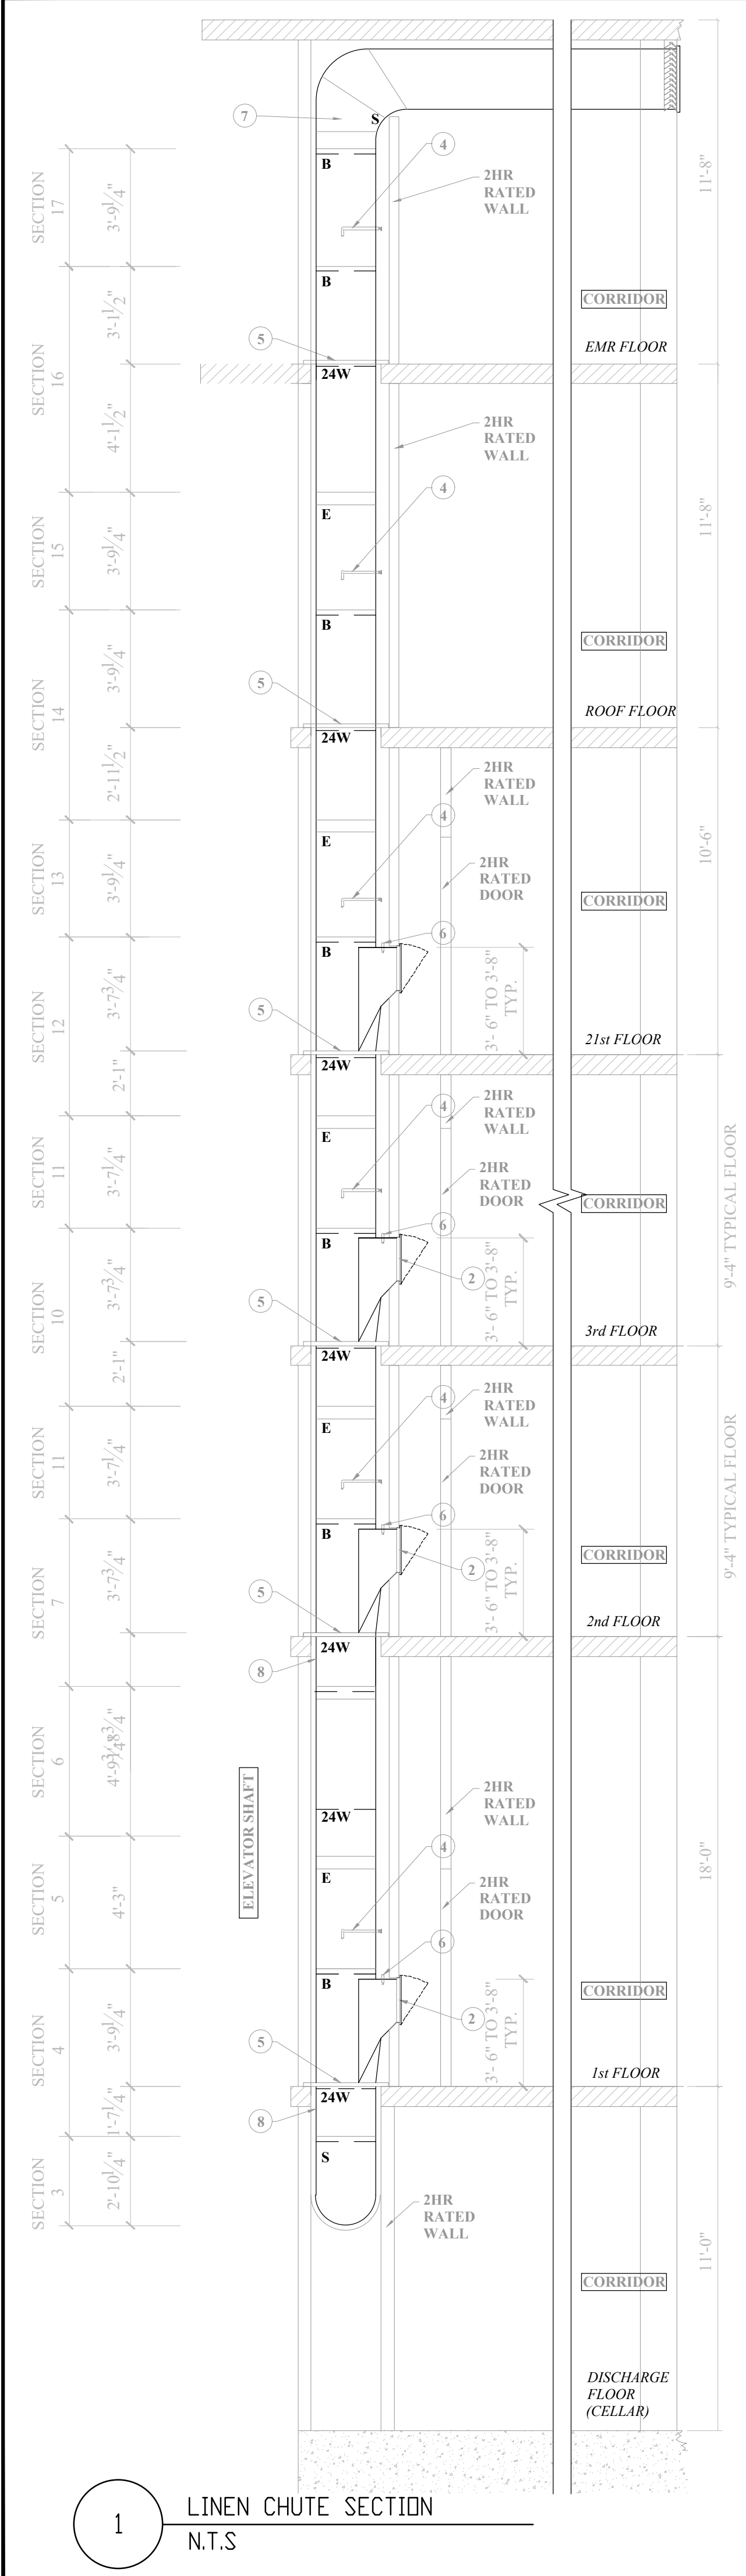 7
S
4
B
2HR
RATED
WALL
11'-8"
SECTION
17
3'-9 1/4"
B
CORRIDOR
3'-1 1/2"
5
EMR FLOOR
24W
SECTION
16
4'-1 1/2"
2HR
RATED
WALL
4
E
11'-8"
SECTION
15
3'-9 1/4"
B
CORRIDOR
3'-9 1/4"
5
ROOF FLOOR
SECTION
14
24W
2'-11 1/2"
2HR
RATED
WALL
4
E
10'-6"
2HR
RATED
DOOR
SECTION
13
3'-9 1/4"
CORRIDOR
6
B
3'-7 3/4"
3'- 6" TO 3'-8"
TYP.
5
21st FLOOR
SECTION
12
24W
2'-1"
2HR
RATED
WALL
4
E
2HR
RATED
DOOR
SECTION
11
3'-7 1/4"
CORRIDOR
9'-4" TYPICAL FLOOR
6
B
2
3'-7 3/4"
3'- 6" TO 3'-8"
TYP.
5
3rd FLOOR
SECTION
10
24W
2'-1"
2HR
RATED
WALL
4
E
2HR
RATED
DOOR
SECTION
11
3'-7 1/4"
9'-4" TYPICAL FLOOR
6
B
CORRIDOR
2
3'-7 3/4"
3'- 6" TO 3'-8"
TYP.
5
2nd FLOOR
SECTION
7
24W
8
SECTION
6
ELEVATOR SHAFT
2HR
RATED
WALL
24W
4
18'-0"
E
2HR
RATED
DOOR
SECTION
5
4'-3"
6
B
CORRIDOR
2
3'-9 1/4"
3'- 6" TO 3'-8"
TYP.
5
1st FLOOR
SECTION
4
24W
8
1'-7 1/4"
S
SECTION
3
2'-10 1/4"
2HR
RATED
WALL
11'-0"
CORRIDOR
DISCHARGE
FLOOR
(CELLAR)
1
LINEN CHUTE SECTION
N.T.S